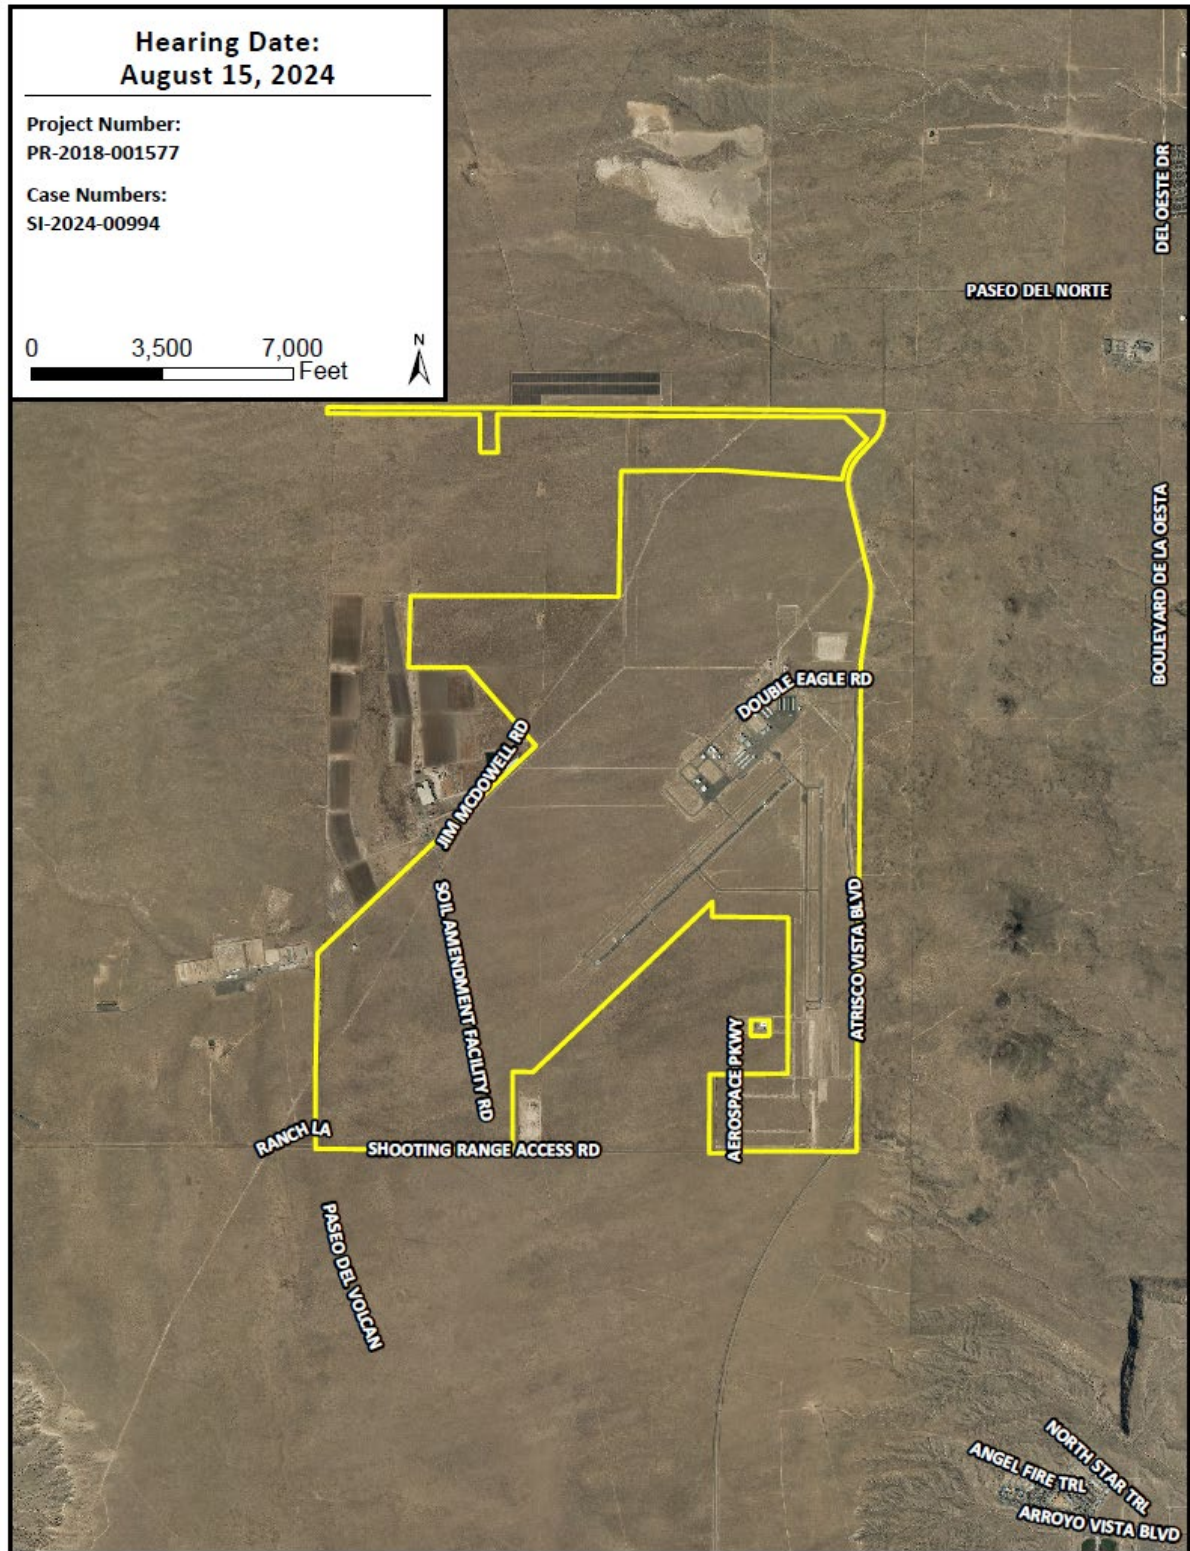 Hearing Date:
August 15, 2024
Project Number:
PR-2018-001577
Case Numbers:
SI-2024-00994
0 3,500 7,000
Feet
N
DEL OESTE DR
PASEO DEL NORTE
BOULEVARD DE LA OESTA
DOUBLE EAGLE RD
JIM MCDOWELL RD
SOIL AMENDMENT FACILITY RD
ATRISCO VISTA BLVD
AEROSPACE PKWY
RANCH LA
SHOOTING RANGE ACCESS RD
PASEO DEL VOLCAN
NORTH STAR TRL
ANGEL FIRE TRL
ARROYO VISTA BLVD